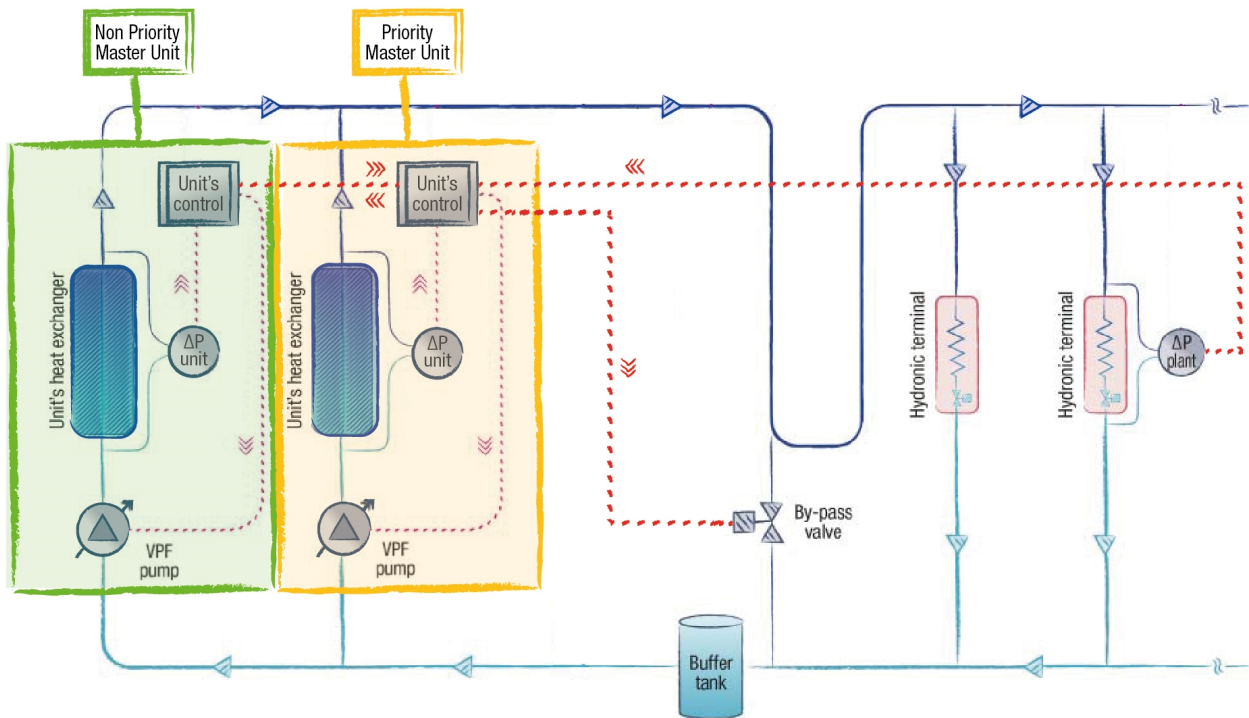 Non Priority
Master Unit
Priority
Master Unit
Unit's
control
Unit's
control
Unit's heat exchanger
ΔP
unit
Unit's heat exchanger
ΔP
unit
Hydronic terminal
Hydronic terminal
ΔP
plant
VPF
pump
VPF
pump
By-pass
valve
Buffer
tank